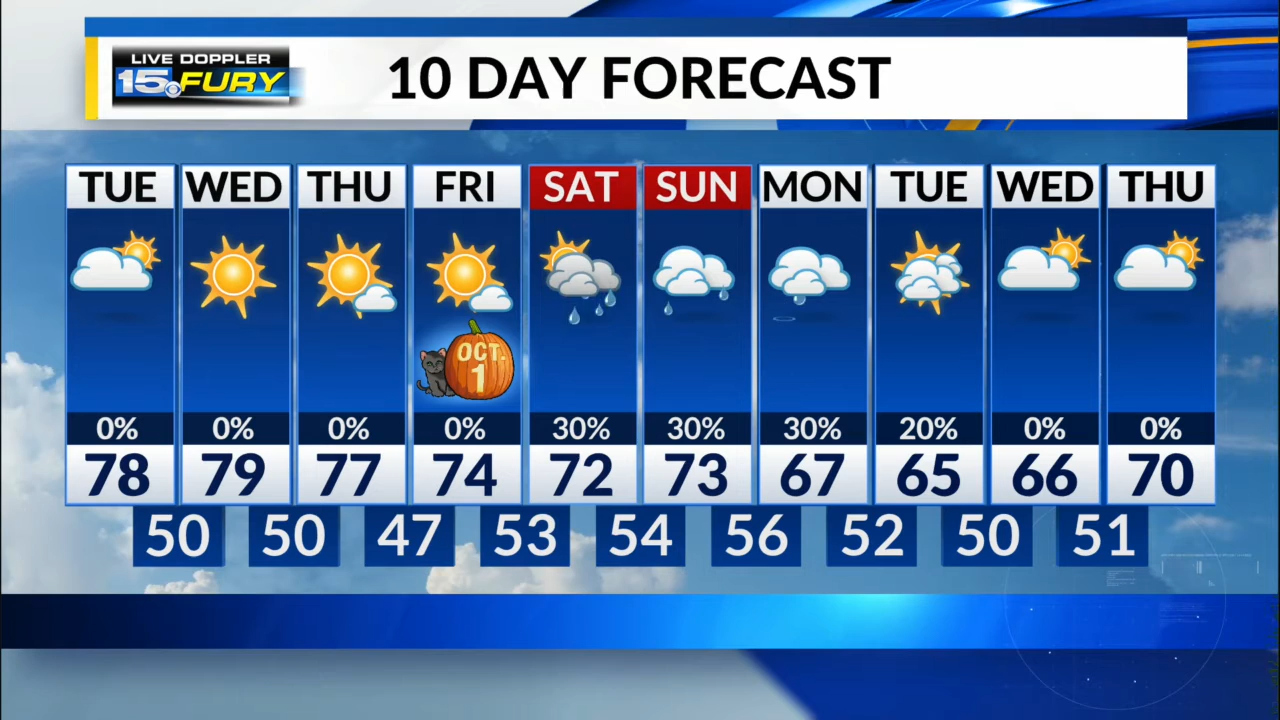 LIVE DOPPLER
15 FURY
10 DAY FORECAST
TUE WED THU FRI SAT SUN MON TUE WED THU
OCT.
1
0% 0% 0% 0% 30% 30% 30% 20% 0% 0%
78 79 77 74 72 73 67 65 66 70
50 50 47 53 54 56 52 50 51